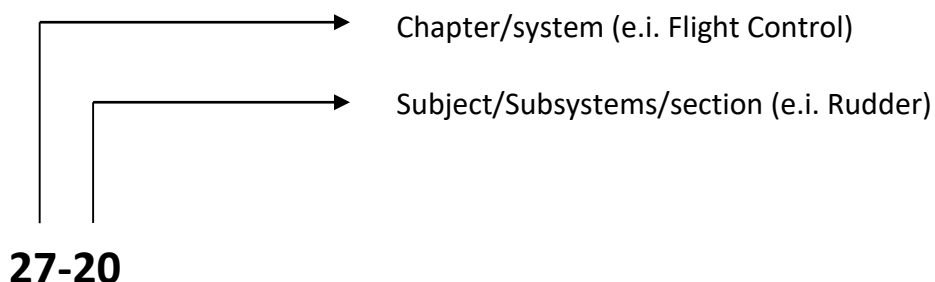 Chapter/system (e.i. Flight Control)
Subject/Subsystems/section (e.i. Rudder)
27-20